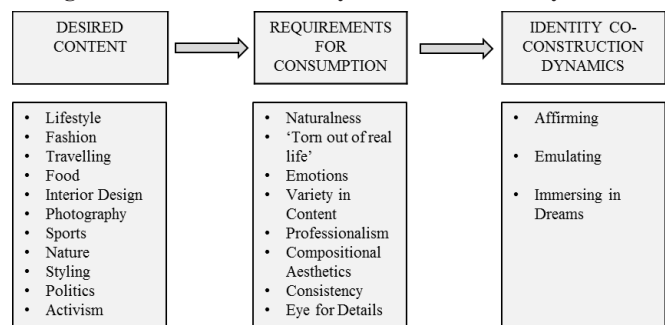 DESIRED
CONTENT
REQUIREMENTS
FOR
CONSUMPTION
IDENTITY CO-
CONSTRUCTION
DYNAMICS
• Lifestyle
• Fashion
• Travelling
• Food
• Interior Design
• Photography
• Sports
• Nature
• Styling
• Politics
• Activism
• Naturalness
• ‘Torn out of real
life’
• Emotions
• Variety in
Content
• Professionalism
• Compositional
Aesthetics
• Consistency
• Eye for Details
• Affirming
• Emulating
• Immersing in
Dreams